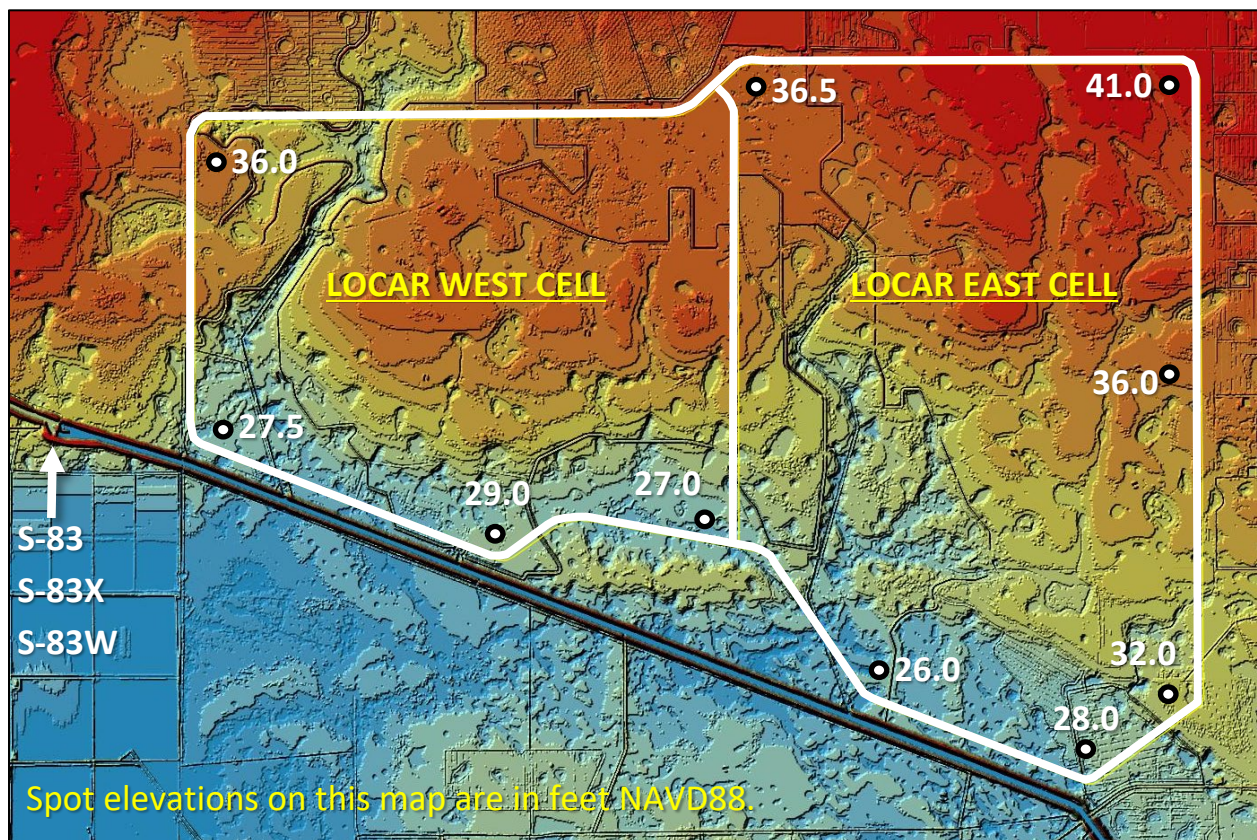 36.5
41.0
36.0
LOCAR WEST CELL
LOCAR EAST CELL
36.0
27.5
29.0
27.0
S-83
S-83X
S-83W
26.0
32.0
28.0
Spot elevations on this map are in feet NAVD88.